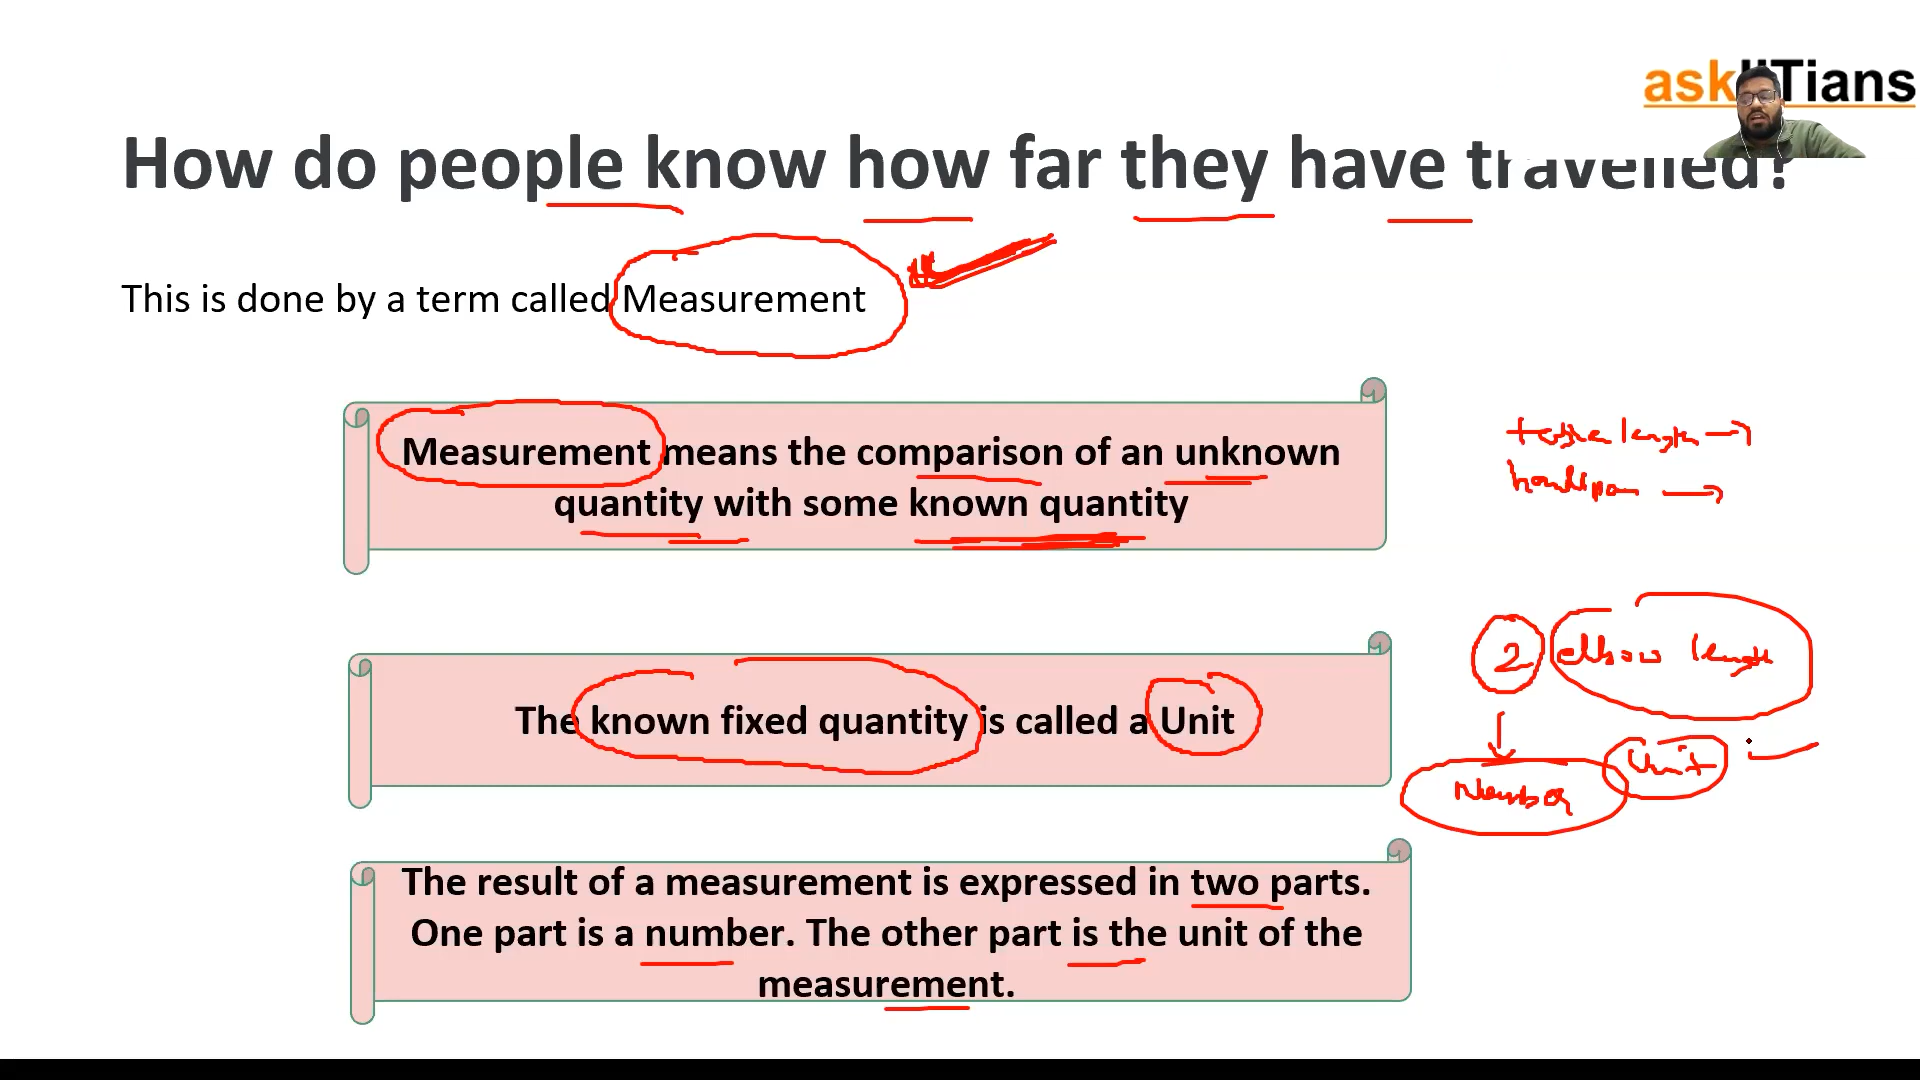 askIITians
How do people know how far they have travelled?
This is done by a term called Measurement
Measurement means the comparison of an unknown
quantity with some known quantity
length
handspan
The known fixed quantity is called a Unit
2 elbow length
Unit
Number
The result of a measurement is expressed in two parts.
One part is a number. The other part is the unit of the
measurement.